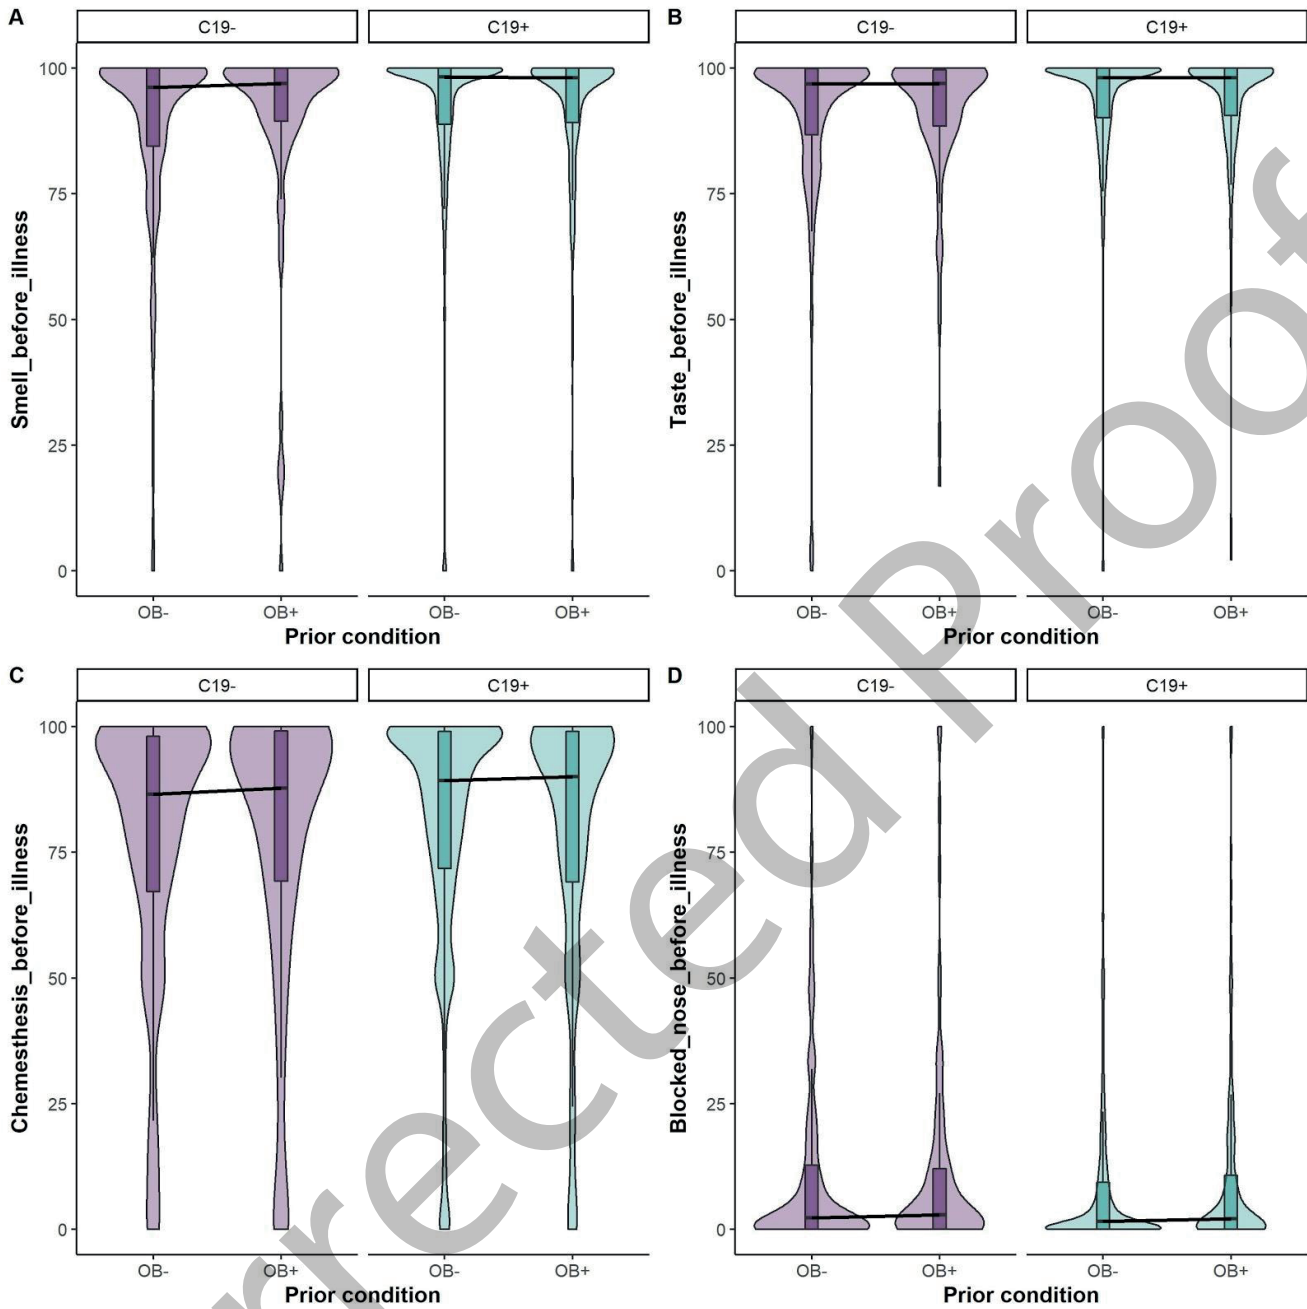 A
C19-
C19+
Smell_before_illness
100
75
50
25
0
OB-
OB+
OB-
OB+
Prior condition
B
C19-
C19+
Taste_before_illness
100
75
50
25
0
OB-
OB+
OB-
OB+
Prior condition
C
C19-
C19+
Chemesthesis_before_illness
100
75
50
25
0
OB-
OB+
OB-
OB+
Prior condition
D
C19-
C19+
Blocked_nose_before_illness
100
75
50
25
0
OB-
OB+
OB-
OB+
Prior condition
rrected Proof